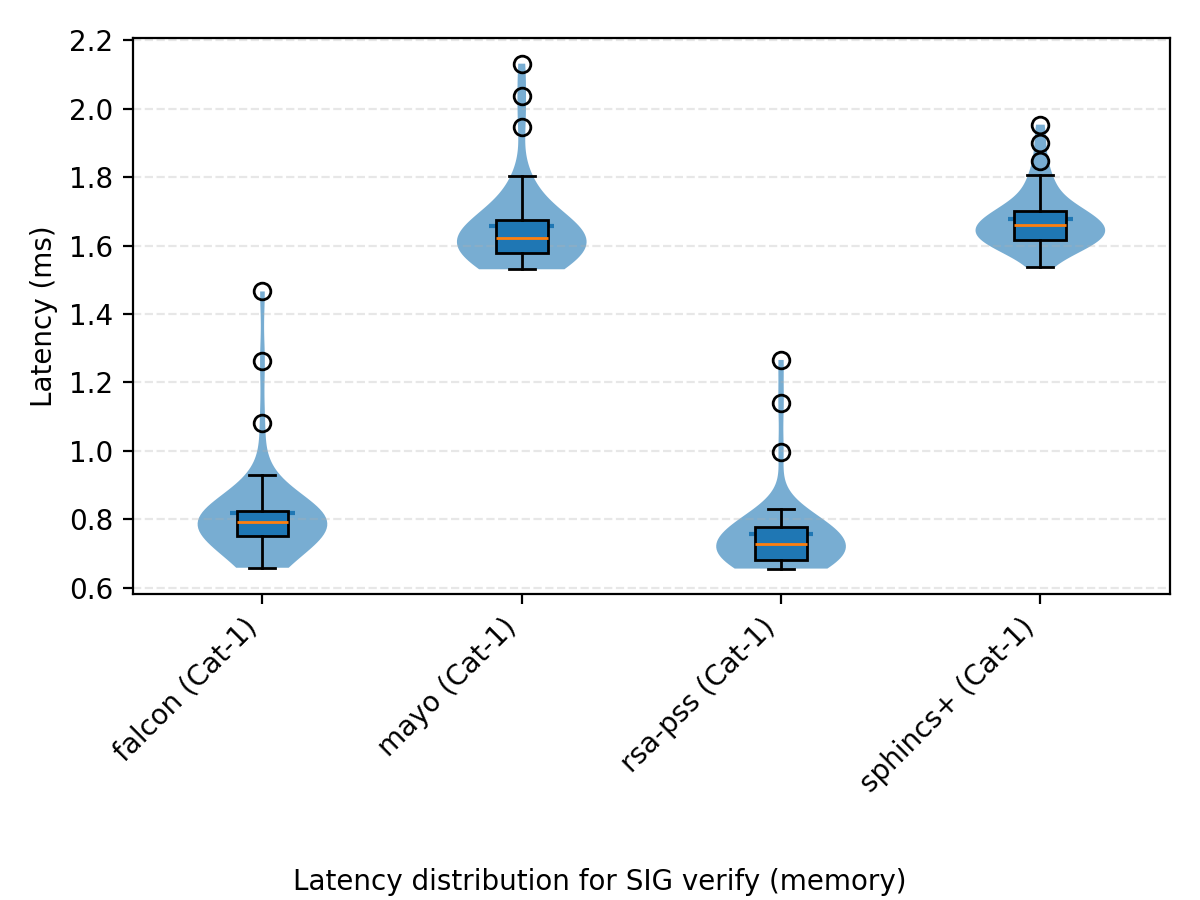 2.2
2.0
1.8
1.6
1.4
1.2
1.0
0.8
0.6
Latency (ms)
falcon (Cat-1)
mayo (Cat-1)
rsa-pss (Cat-1)
sphincs+ (Cat-1)
Latency distribution for SIG verify (memory)